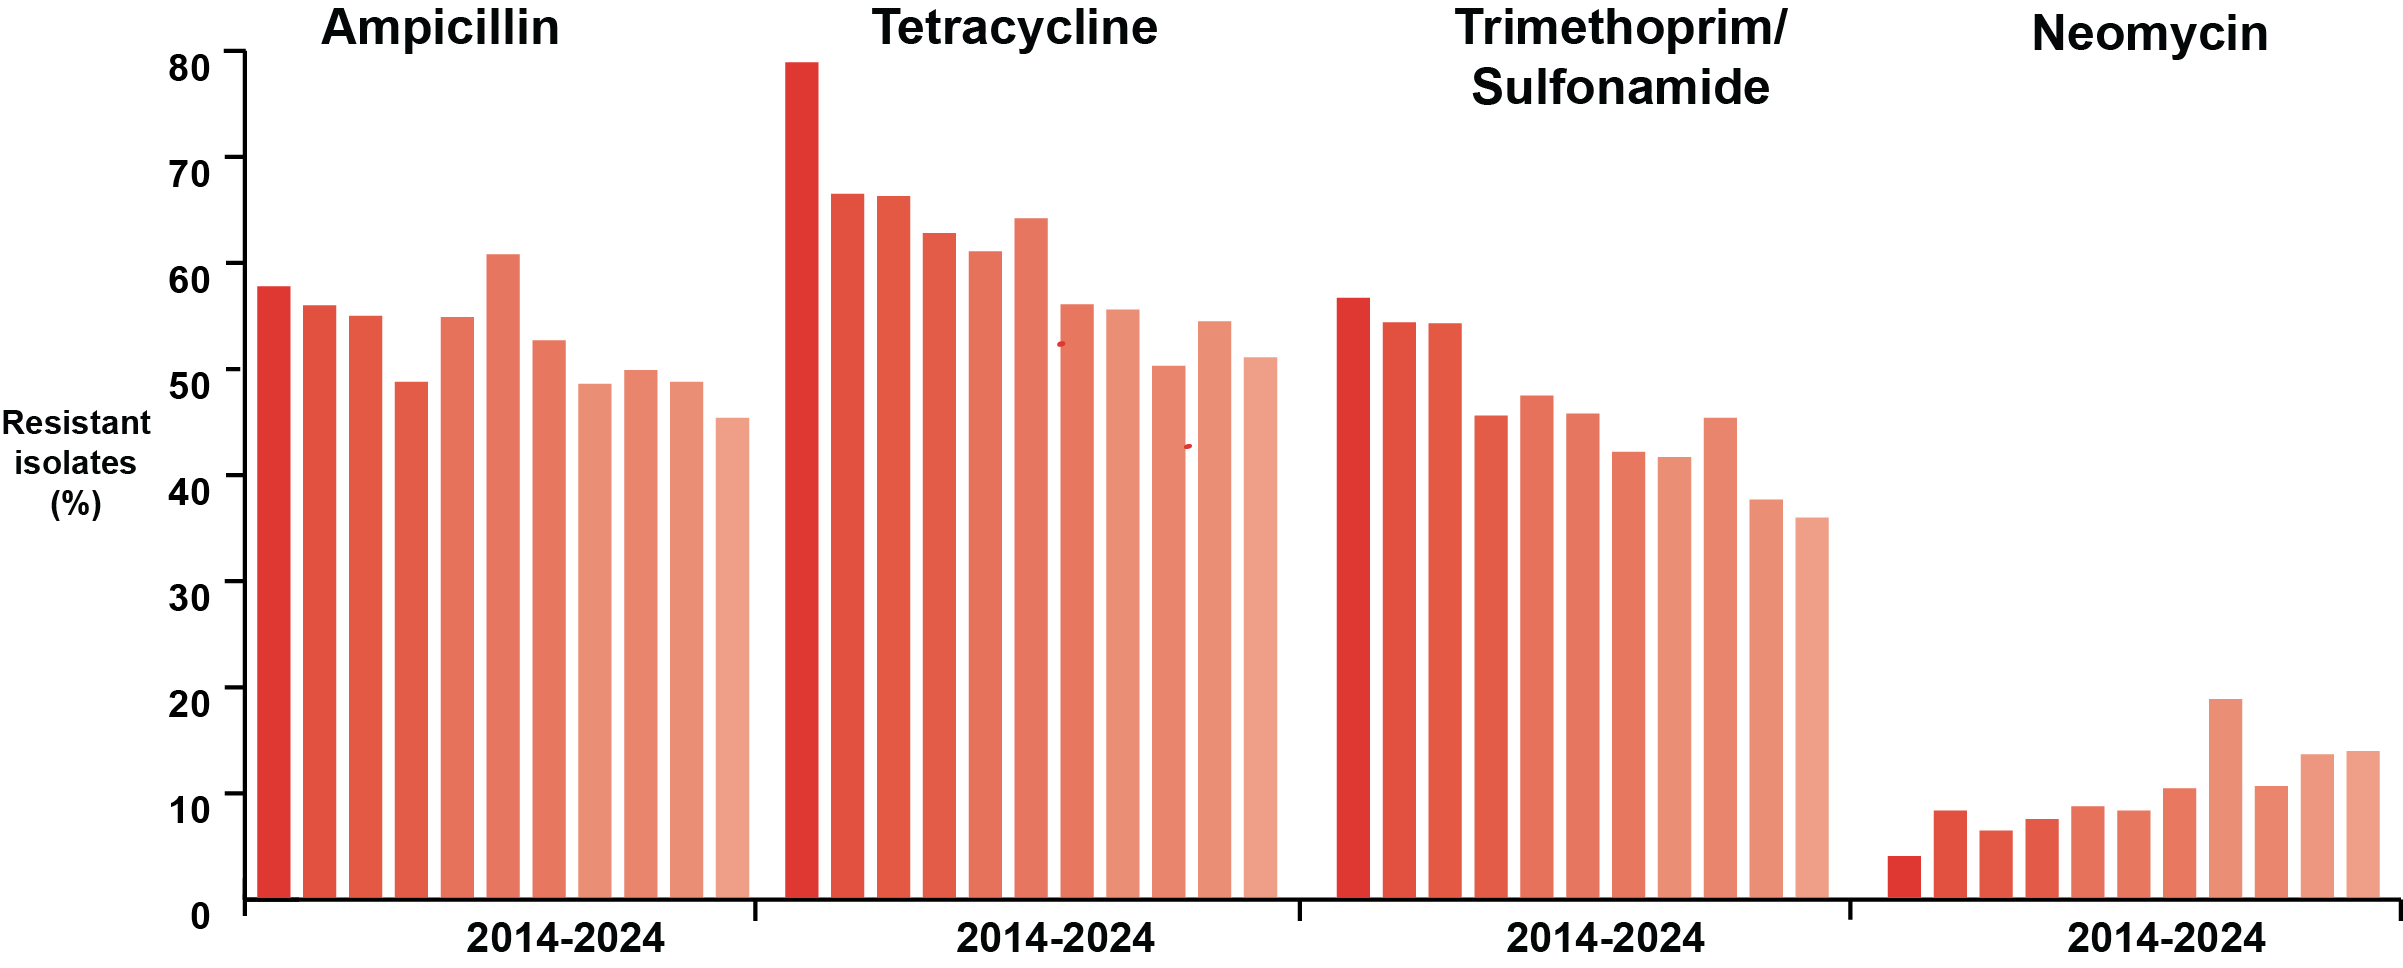 Ampicillin
Tetracycline
Trimethoprim/
Sulfonamide
Neomycin
80
70
60
50
40
30
20
10
0
Resistant
isolates
(%)
2014-2024
2014-2024
2014-2024
2014-2024